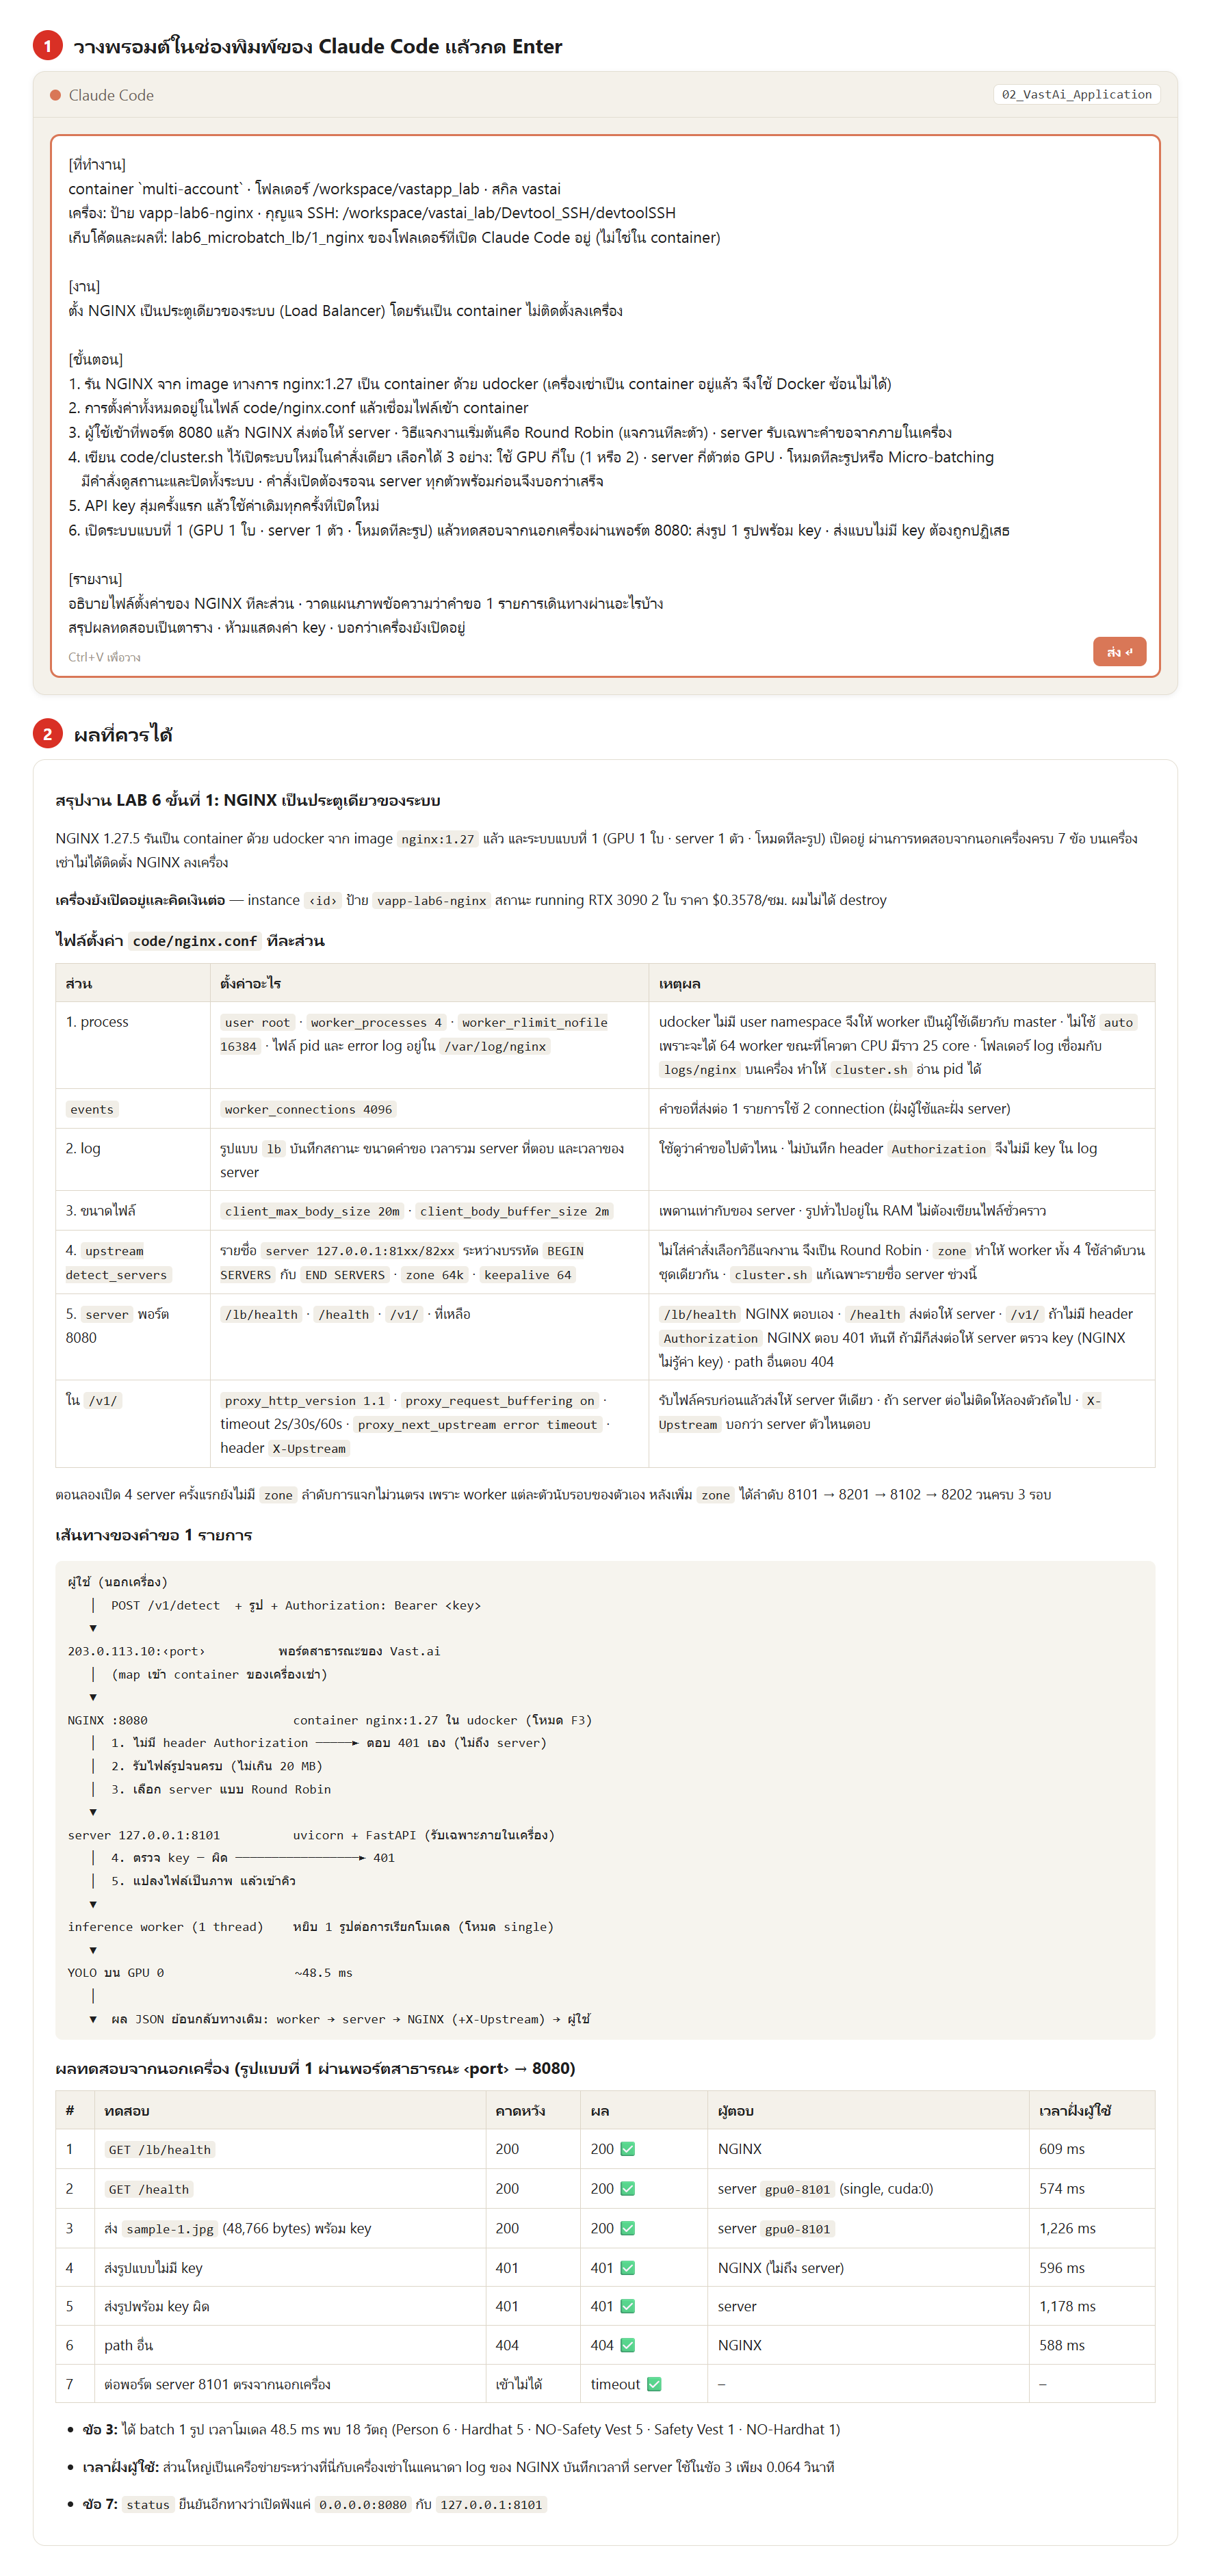 1 วางพรอมต์ในช่องพิมพ์ของ Claude Code แล้วกด Enter
Claude Code
02_VastAi_Application
[ที่ทำงาน]
container `multi-account` · โฟลเดอร์ /workspace/vastapp_lab · สกิล vastai
เครื่อง: ป้าย vapp-lab6-nginx · กุญแจ SSH: /workspace/vastai_lab/Devtool_SSH/devtoolSSH
เก็บโค้ดและผลที่: lab6_microbatch_lb/1_nginx ของโฟลเดอร์ที่เปิด Claude Code อยู่ (ไม่ใช่ใน container)
[งาน]
ตั้ง NGINX เป็นประตูเดียวของระบบ (Load Balancer) โดยรันเป็น container ไม่ติดตั้งลงเครื่อง
[ขั้นตอน]
1. รัน NGINX จาก image ทางการ nginx:1.27 เป็น container ด้วย udocker (เครื่องเช่าเป็น container อยู่แล้ว จึงใช้ Docker ซ้อนไม่ได้)
2. การตั้งค่าทั้งหมดอยู่ในไฟล์ code/nginx.conf แล้วเชื่อมไฟล์เข้า container
3. ผู้ใช้เข้าที่พอร์ต 8080 แล้ว NGINX ส่งต่อให้ server · วิธีแจกงานเริ่มต้นคือ Round Robin (แจกวนทีละตัว) · server รับเฉพาะคำขอจากภายในเครื่อง
4. เขียน code/cluster.sh ไว้เปิดระบบใหม่ในคำสั่งเดียว เลือกได้ 3 อย่าง: ใช้ GPU กี่ใบ (1 หรือ 2) · server กี่ตัวต่อ GPU · โหมดทีละรูปหรือ Micro-batching
มีคำสั่งดูสถานะและปิดทั้งระบบ · คำสั่งเปิดต้องรอจน server ทุกตัวพร้อมก่อนจึงบอกว่าเสร็จ
5. API key สุ่มครั้งแรก แล้วใช้ค่าเดิมทุกครั้งที่เปิดใหม่
6. เปิดระบบแบบที่ 1 (GPU 1 ใบ · server 1 ตัว · โหมดทีละรูป) แล้วทดสอบจากนอกเครื่องผ่านพอร์ต 8080: ส่งรูป 1 รูปพร้อม key · ส่งแบบไม่มี key ต้องถูกปฏิเสธ
[รายงาน]
อธิบายไฟล์ตั้งค่าของ NGINX ทีละส่วน · วาดแผนภาพข้อความว่าคำขอ 1 รายการเดินทางผ่านอะไรบ้าง
สรุปผลทดสอบเป็นตาราง · ห้ามแสดงค่า key · บอกว่าเครื่องยังเปิดอยู่
Ctrl+V เพื่อวาง
ส่ง ↵
2 ผลที่ควรได้
สรุปงาน LAB 6 ขั้นที่ 1: NGINX เป็นประตูเดียวของระบบ
NGINX 1.27.5 รันเป็น container ด้วย udocker จาก image nginx:1.27 แล้ว และระบบแบบที่ 1 (GPU 1 ใบ · server 1 ตัว · โหมดทีละรูป) เปิดอยู่ ผ่านการทดสอบจากนอกเครื่องครบ 7 ข้อ บนเครื่อง
เช่าไม่ได้ติดตั้ง NGINX ลงเครื่อง
เครื่องยังเปิดอยู่และคิดเงินต่อ — instance ‹id› ป้าย vapp-lab6-nginx สถานะ running RTX 3090 2 ใบ ราคา $0.3578/ชม. ผมไม่ได้ destroy
ไฟล์ตั้งค่า code/nginx.conf ทีละส่วน
ส่วน ตั้งค่าอะไร เหตุผล
1. process user root · worker_processes 4 · worker_rlimit_nofile 16384 · ไฟล์ pid และ error log อยู่ใน /var/log/nginx udocker ไม่มี user namespace จึงให้ worker เป็นผู้ใช้เดียวกับ master · ไม่ใช้ auto เพราะจะได้ 64 worker ขณะที่โควตา CPU มีราว 25 core · โฟลเดอร์ log เชื่อมกับ logs/nginx บนเครื่อง ทำให้ cluster.sh อ่าน pid ได้
events worker_connections 4096 คำขอที่ส่งต่อ 1 รายการใช้ 2 connection (ฝั่งผู้ใช้และฝั่ง server)
2. log รูปแบบ lb บันทึกสถานะ ขนาดคำขอ เวลารวม server ที่ตอบ และเวลาของ server ใช้ดูว่าคำขอไปตัวไหน · ไม่บันทึก header Authorization จึงไม่มี key ใน log
3. ขนาดไฟล์ client_max_body_size 20m · client_body_buffer_size 2m เพดานเท่ากับของ server · รูปทั่วไปอยู่ใน RAM ไม่ต้องเขียนไฟล์ชั่วคราว
4. upstream detect_servers รายชื่อ server 127.0.0.1:81xx/82xx ระหว่างบรรทัด BEGIN SERVERS กับ END SERVERS · zone 64k · keepalive 64 ไม่ใส่คำสั่งเลือกวิธีแจกงาน จึงเป็น Round Robin · zone ทำให้ worker ทั้ง 4 ใช้ลำดับวนชุดเดียวกัน · cluster.sh แก้เฉพาะรายชื่อ server ช่วงนี้
5. server พอร์ต 8080 /lb/health · /health · /v1/ · ที่เหลือ /lb/health NGINX ตอบเอง · /health ส่งต่อให้ server · /v1/ ถ้าไม่มี header Authorization NGINX ตอบ 401 ทันที ถ้ามีก็ส่งต่อให้ server ตรวจ key (NGINX ไม่รู้ค่า key) · path อื่นตอบ 404
ใน /v1/ proxy_http_version 1.1 · proxy_request_buffering on · timeout 2s/30s/60s · proxy_next_upstream error timeout · header X-Upstream รับไฟล์ครบก่อนแล้วส่งให้ server ทีเดียว · ถ้า server ต่อไม่ติดให้ลองตัวถัดไป · X-Upstream บอกว่า server ตัวไหนตอบ
ตอนลองเปิด 4 server ครั้งแรกยังไม่มี zone ลำดับการแจกไม่วนตรง เพราะ worker แต่ละตัวนับรอบของตัวเอง หลังเพิ่ม zone ได้ลำดับ 8101 → 8201 → 8102 → 8202 วนครบ 3 รอบ
เส้นทางของคำขอ 1 รายการ
ผู้ใช้ (นอกเครื่อง)
│ POST /v1/detect + รูป + Authorization: Bearer <key>
▼
203.0.113.10:‹port› พอร์ตสาธารณะของ Vast.ai
│ (map เข้า container ของเครื่องเช่า)
▼
NGINX :8080 container nginx:1.27 ใน udocker (โหมด F3)
│ 1. ไม่มี header Authorization ────► ตอบ 401 เอง (ไม่ถึง server)
│ 2. รับไฟล์รูปจนครบ (ไม่เกิน 20 MB)
│ 3. เลือก server แบบ Round Robin
▼
server 127.0.0.1:8101 uvicorn + FastAPI (รับเฉพาะภายในเครื่อง)
│ 4. ตรวจ key — ผิด ────────────► 401
│ 5. แปลงไฟล์เป็นภาพ แล้วเข้าคิว
▼
inference worker (1 thread) หยิบ 1 รูปต่อการเรียกโมเดล (โหมด single)
▼
YOLO บน GPU 0 ~48.5 ms
│
▼ ผล JSON ย้อนกลับทางเดิม: worker → server → NGINX (+X-Upstream) → ผู้ใช้
ผลทดสอบจากนอกเครื่อง (รูปแบบที่ 1 ผ่านพอร์ตสาธารณะ ‹port› → 8080)
# ทดสอบ คาดหวัง ผล ผู้ตอบ เวลาฝั่งผู้ใช้
1 GET /lb/health 200 200 ✅ NGINX 609 ms
2 GET /health 200 200 ✅ server gpu0-8101 (single, cuda:0) 574 ms
3 ส่ง sample-1.jpg (48,766 bytes) พร้อม key 200 200 ✅ server gpu0-8101 1,226 ms
4 ส่งรูปแบบไม่มี key 401 401 ✅ NGINX (ไม่ถึง server) 596 ms
5 ส่งรูปพร้อม key ผิด 401 401 ✅ server 1,178 ms
6 path อื่น 404 404 ✅ NGINX 588 ms
7 ต่อพอร์ต server 8101 ตรงจากนอกเครื่อง เข้าไม่ได้ timeout ✅ – –
• ข้อ 3: ได้ batch 1 รูป เวลาโมเดล 48.5 ms พบ 18 วัตถุ (Person 6 · Hardhat 5 · NO-Safety Vest 5 · Safety Vest 1 · NO-Hardhat 1)
• เวลาฝั่งผู้ใช้: ส่วนใหญ่เป็นเครือข่ายระหว่างที่นี่กับเครื่องเช่าในแคนาดา log ของ NGINX บันทึกเวลาที่ server ใช้ในข้อ 3 เพียง 0.064 วินาที
• ข้อ 7: status ยืนยันอีกทางว่าเปิดฟังแค่ 0.0.0.0:8080 กับ 127.0.0.1:8101